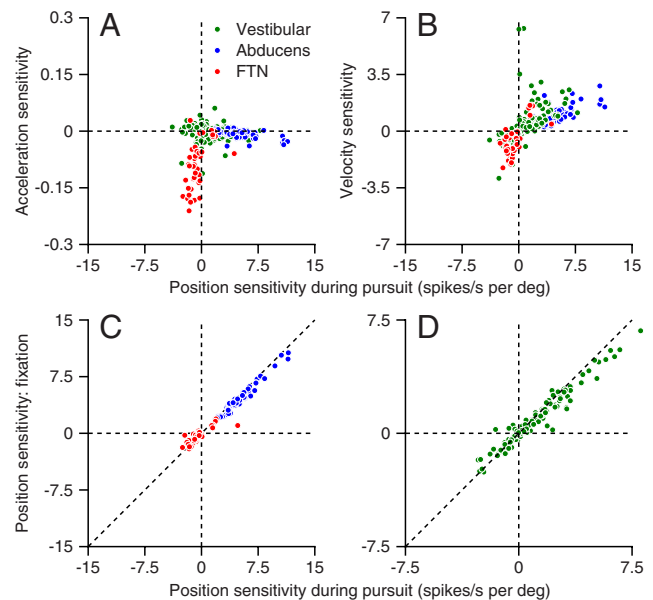 A
B
0.3
0.15
0
-0.15
-0.3
Acceleration sensitivity
Vestibular
Abducens
FTN
7
3.5
0
-3.5
-7
Velocity sensitivity
-15 -7.5 0 7.5 15
-15 -7.5 0 7.5 15
Position sensitivity during pursuit (spikes/s per deg)
C
D
15
7.5
0
-7.5
-15
Position sensitivity: fixation
7.5
0
-7.5
-15 -7.5 0 7.5 15
-7.5 0 7.5
Position sensitivity during pursuit (spikes/s per deg)